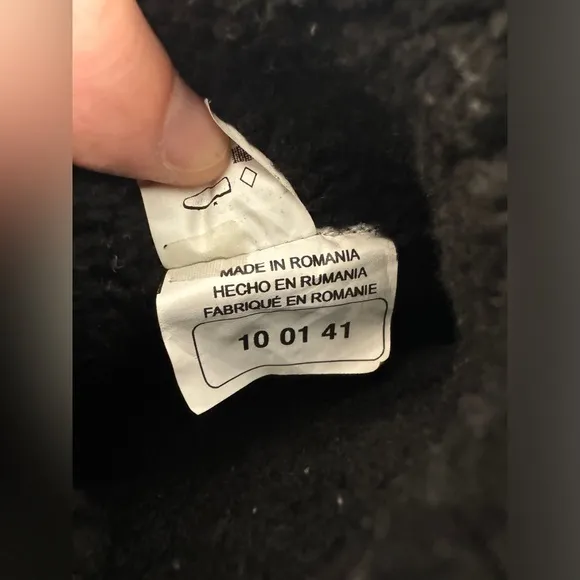 MADE IN ROMANIA
HECHO EN RUMANIA
FABRIQUÉ EN ROMANIE
10 01 41